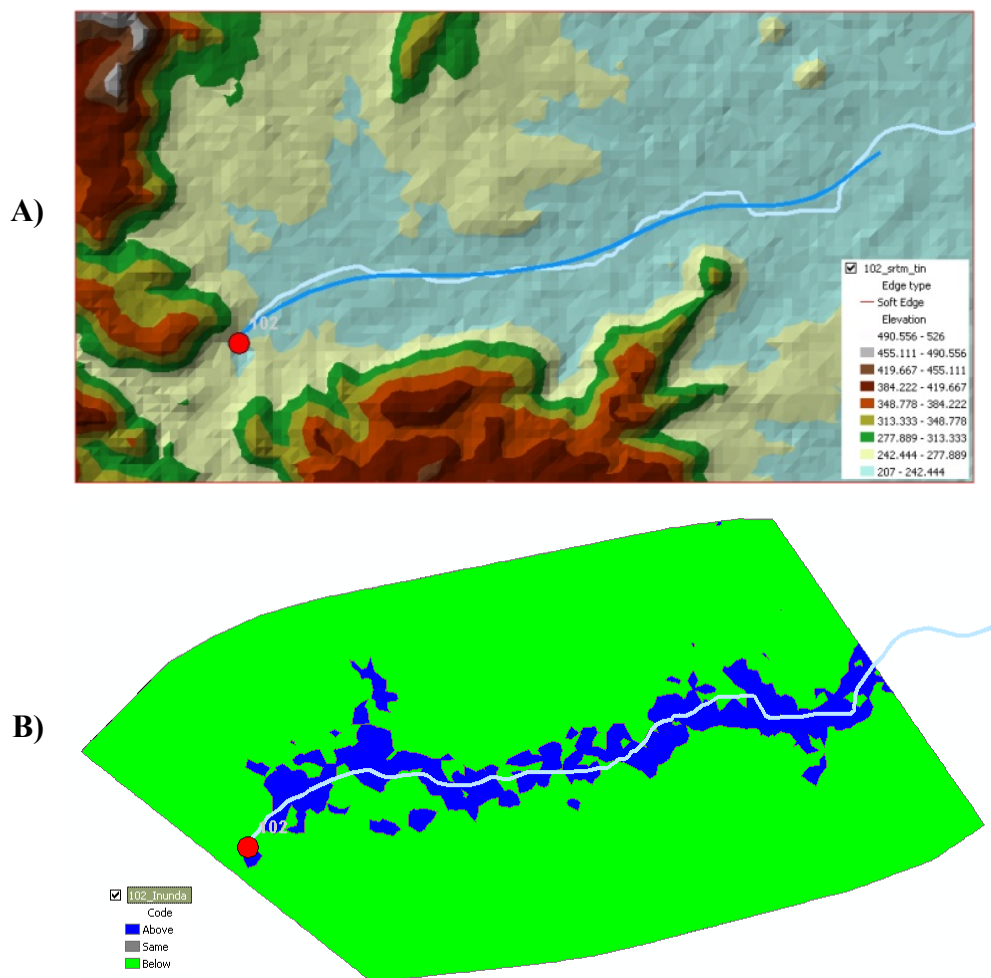 A)
102
102_srtm_tin
Edge type
Soft Edge
Elevation
490.556 - 526
455.111 - 490.556
419.667 - 455.111
384.222 - 419.667
348.778 - 384.222
313.333 - 348.778
277.889 - 313.333
242.444 - 277.889
207 - 242.444
B)
102
102_Inunda
Code
Above
Same
Below